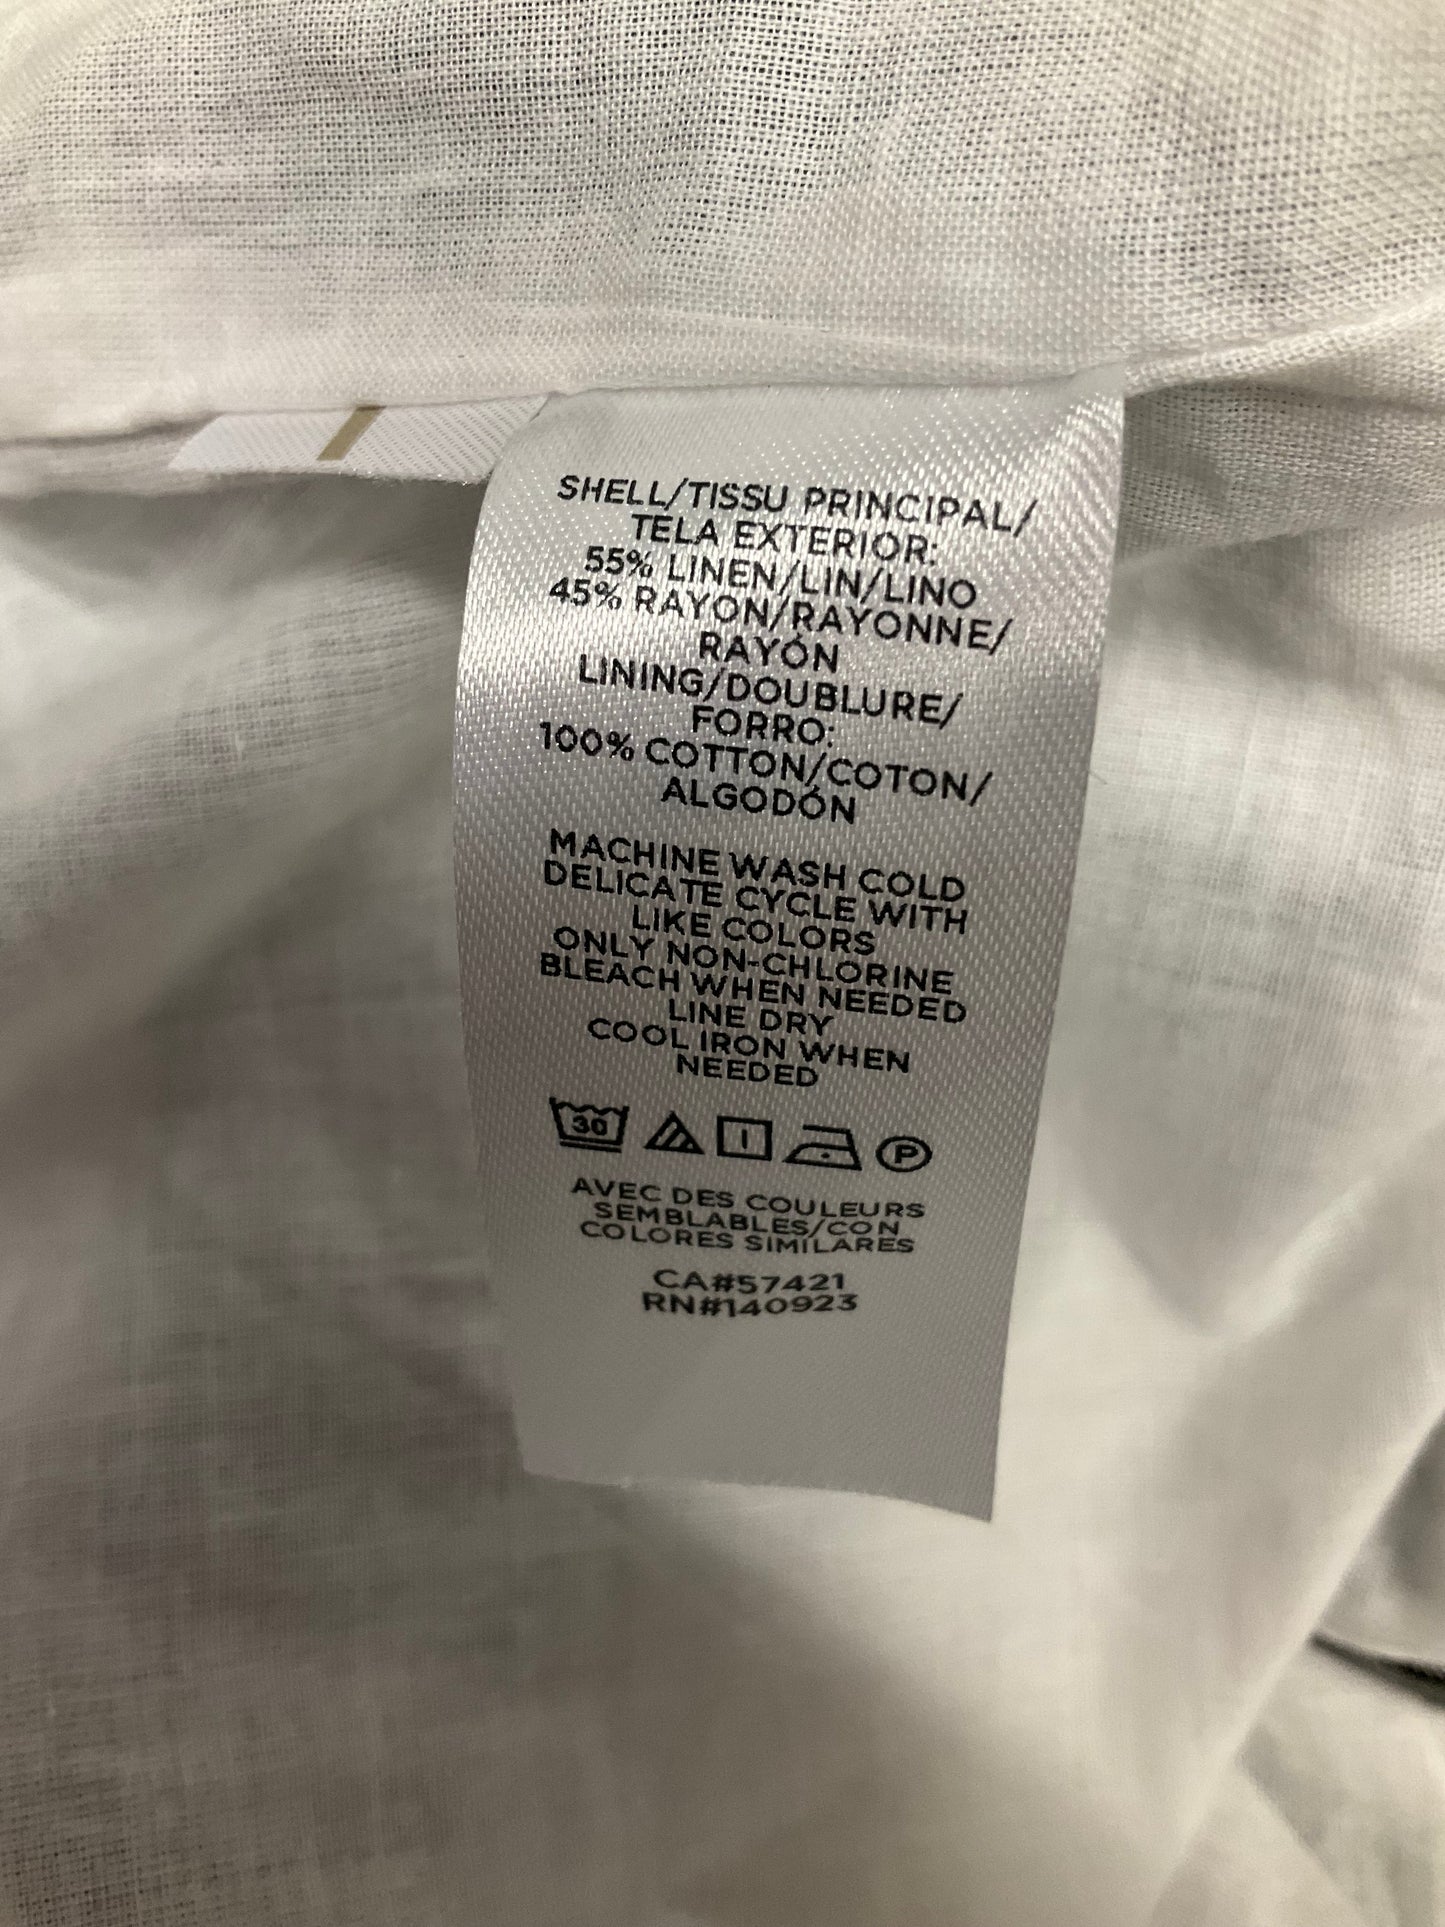 SHELL/TISSU PRINCIPAL/
TELA EXTERIOR:
55% LINEN/LIN/LINO
45% RAYON/RAYONNE/
RAYÓN
LINING/DOUBLURE/
FORRO:
100% COTTON/COTON/
ALGODÓN
MACHINE WASH COLD
DELICATE CYCLE WITH
LIKE COLORS
ONLY NON-CHLORINE
BLEACH WHEN NEEDED
LINE DRY
COOL IRON WHEN
NEEDED
30 P
AVEC DES COULEURS
SEMBLABLES/CON
COLORES SIMILARES
CA#57421
RN#140923